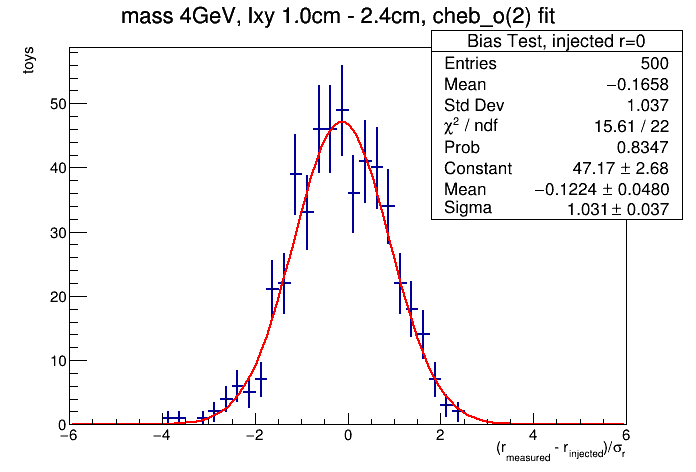 mass 4GeV, lxy 1.0cm - 2.4cm, cheb_o(2) fit
toys
Bias Test, injected r=0
Entries 500
Mean −0.1658
Std Dev 1.037
χ² / ndf 15.61 / 22
Prob 0.8347
Constant 47.17 ± 2.68
Mean −0.1224 ± 0.0480
Sigma 1.031 ± 0.037
50
40
30
20
10
0
−6 −4 −2 0 2 4 6
(r_measured - r_injected)/σ_r